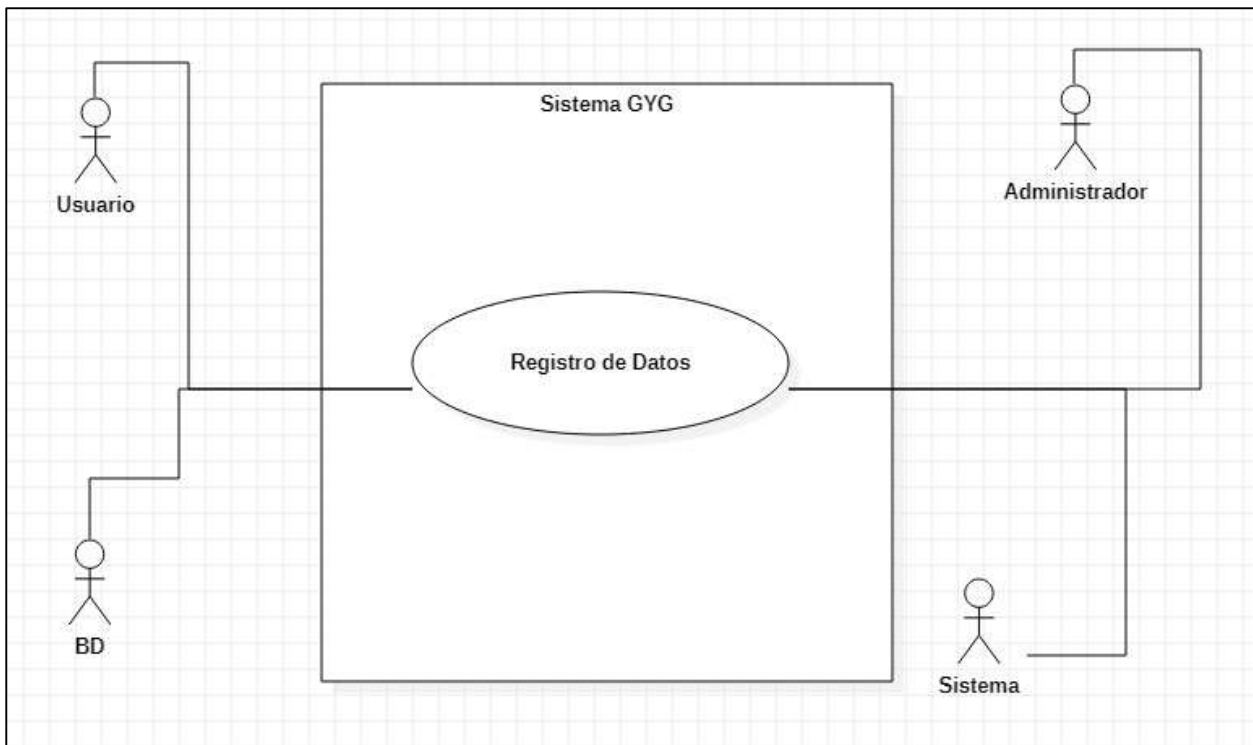 Sistema GYG
Usuario
Administrador
Registro de Datos
BD
Sistema